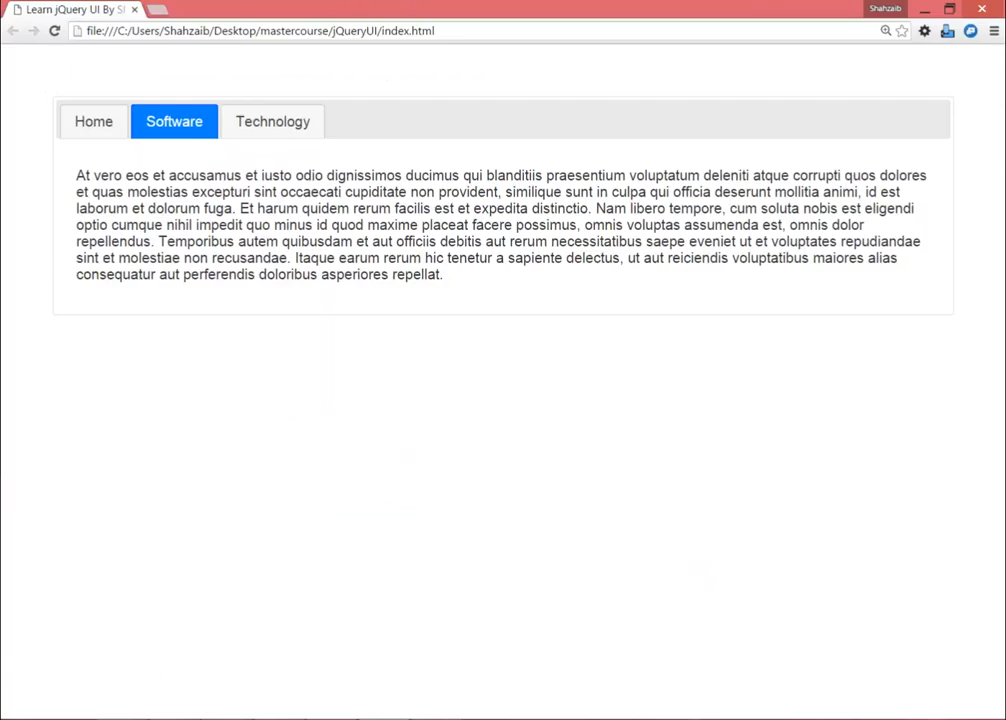 Learn jQuery UI By S
Shahzaib
file:///C:/Users/Shahzaib/Desktop/mastercourse/jQueryUI/index.html
Home Software Technology
At vero eos et accusamus et iusto odio dignissimos ducimus qui blanditiis praesentium voluptatum deleniti atque corrupti quos dolores
et quas molestias excepturi sint occaecati cupiditate non provident, similique sunt in culpa qui officia deserunt mollitia animi, id est
laborum et dolorum fuga. Et harum quidem rerum facilis est et expedita distinctio. Nam libero tempore, cum soluta nobis est eligendi
optio cumque nihil impedit quo minus id quod maxime placeat facere possimus, omnis voluptas assumenda est, omnis dolor
repellendus. Temporibus autem quibusdam et aut officiis debitis aut rerum necessitatibus saepe eveniet ut et voluptates repudiandae
sint et molestiae non recusandae. Itaque earum rerum hic tenetur a sapiente delectus, ut aut reiciendis voluptatibus maiores alias
consequatur aut perferendis doloribus asperiores repellat.